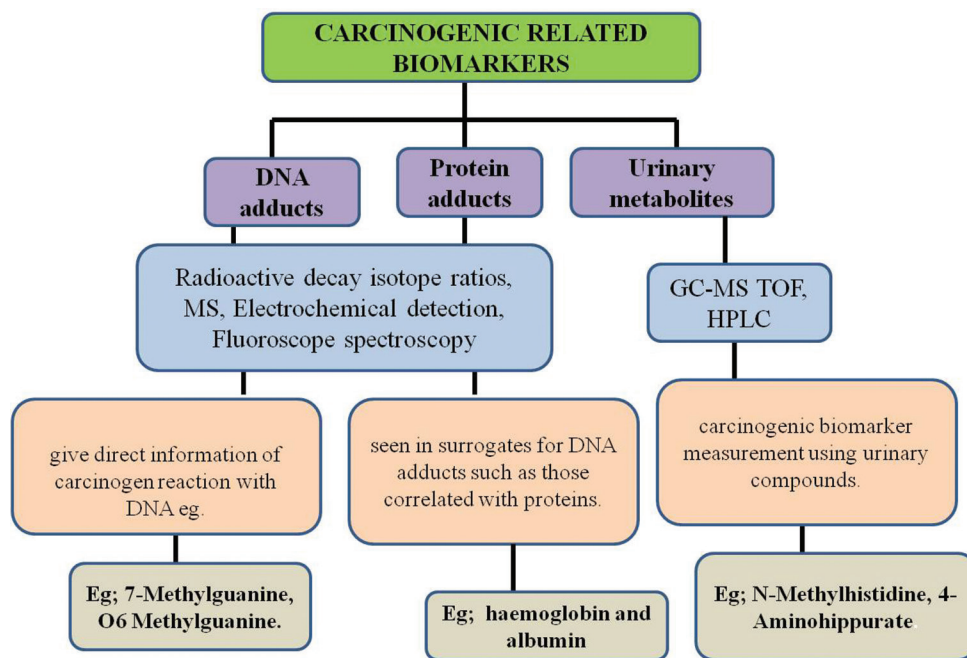 CARCINOGENIC RELATED
BIOMARKERS
DNA
adducts
Protein
adducts
Urinary
metabolites
Radioactive decay isotope ratios,
MS, Electrochemical detection,
Fluoroscope spectroscopy
GC-MS TOF,
HPLC
give direct information of
carcinogen reaction with
DNA eg.
seen in surrogates for DNA
adducts such as those
correlated with proteins.
carcinogenic biomarker
measurement using urinary
compounds.
Eg; 7-Methylguanine,
O6 Methylguanine.
Eg; haemoglobin and
albumin
Eg; N-Methylhistidine, 4-
Aminohippurate.